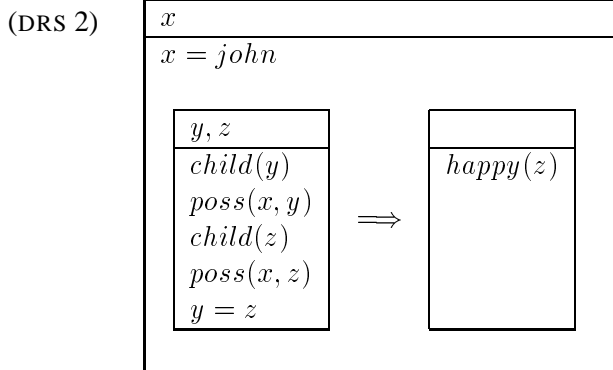 (DRS 2)
x
x = john
y, z
child(y)
poss(x, y)
child(z)
poss(x, z)
y = z
⟹
happy(z)